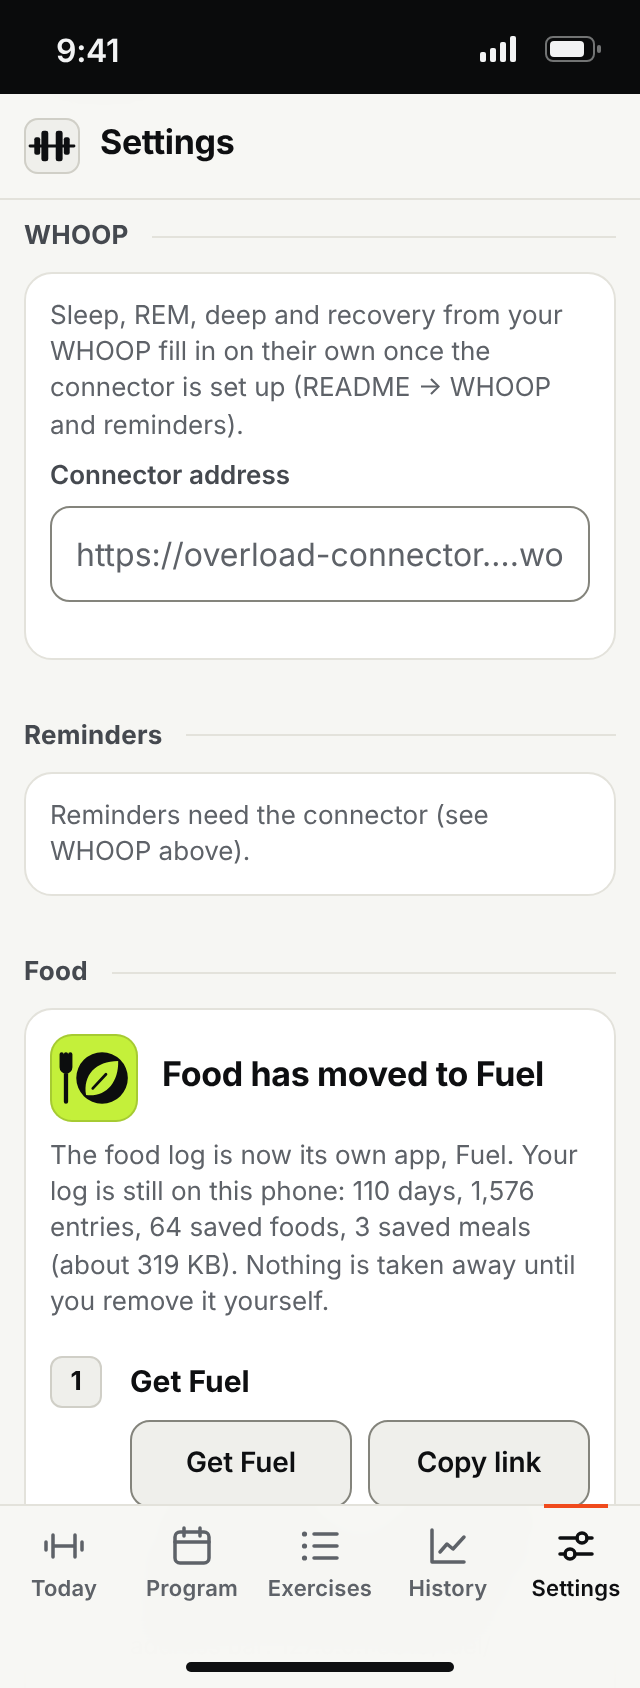 9:41
Settings
WHOOP
Sleep, REM, deep and recovery from your
WHOOP fill in on their own once the
connector is set up (README → WHOOP
and reminders).
Connector address
https://overload-connector....wo
Reminders
Reminders need the connector (see
WHOOP above).
Food
Food has moved to Fuel
The food log is now its own app, Fuel. Your
log is still on this phone: 110 days, 1,576
entries, 64 saved foods, 3 saved meals
(about 319 KB). Nothing is taken away until
you remove it yourself.
1 Get Fuel
Get Fuel Copy link
Today Program Exercises History Settings